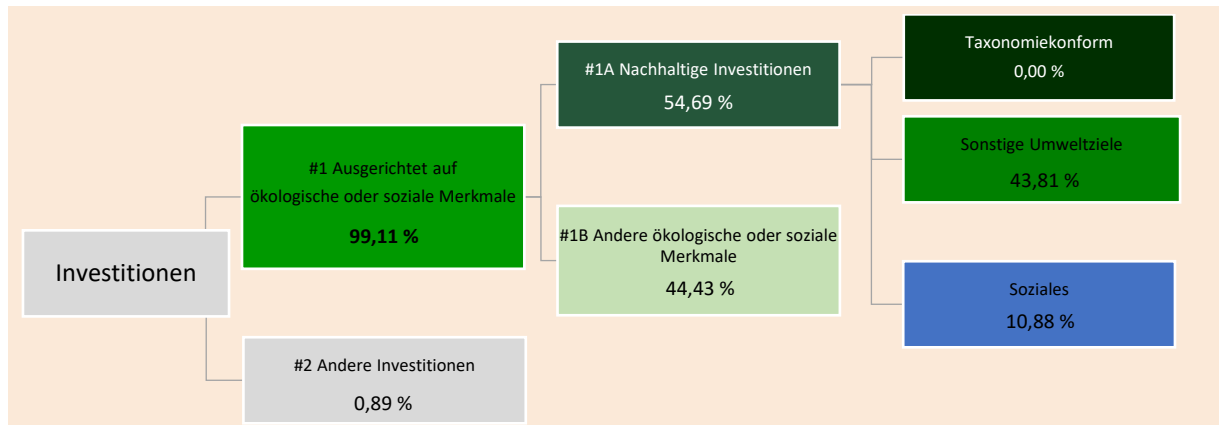 Investitionen
#1 Ausgerichtet auf
ökologische oder soziale Merkmale
99,11 %
#2 Andere Investitionen
0,89 %
#1A Nachhaltige Investitionen
54,69 %
#1B Andere ökologische oder soziale
Merkmale
44,43 %
Taxonomiekonform
0,00 %
Sonstige Umweltziele
43,81 %
Soziales
10,88 %